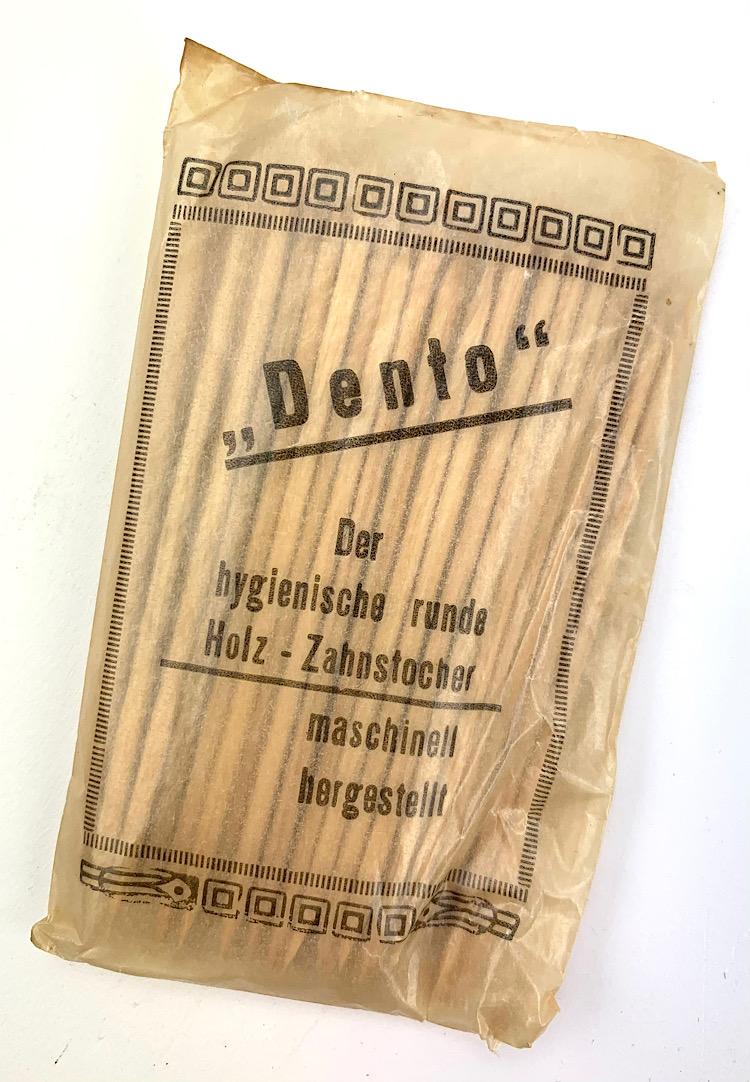 „Dento“
Der
hygienische runde
Holz - Zahnstocher
maschinell
hergestellt